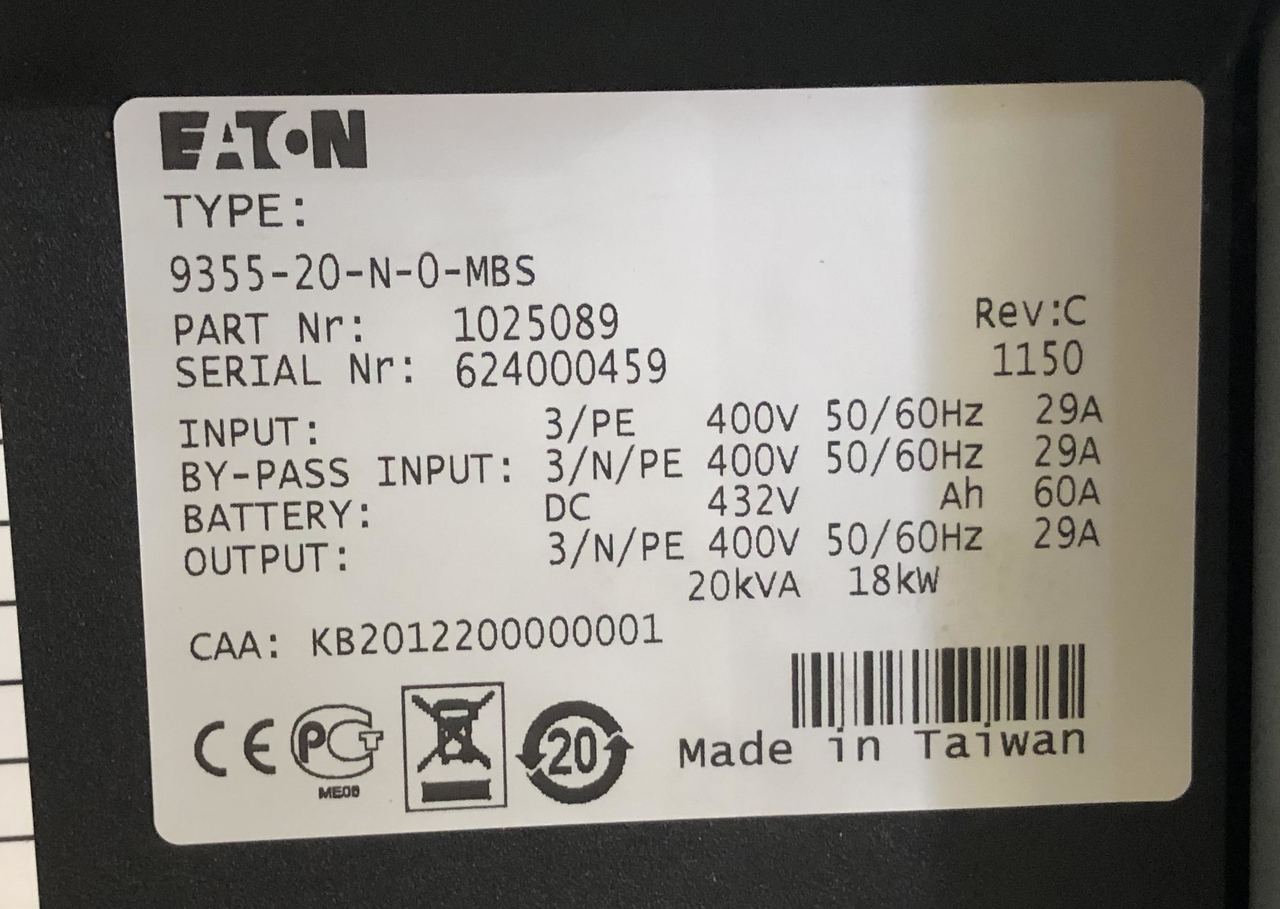 EATON
TYPE:
9355-20-N-0-MBS
PART Nr: 1025089 Rev:C
SERIAL Nr: 624000459 1150
INPUT: 3/PE 400V 50/60Hz 29A
BY-PASS INPUT: 3/N/PE 400V 50/60Hz 29A
BATTERY: DC 432V Ah 60A
OUTPUT: 3/N/PE 400V 50/60Hz 29A
20kVA 18kW
CAA: KB2012200000001
CE PCT 20 Made in Taiwan